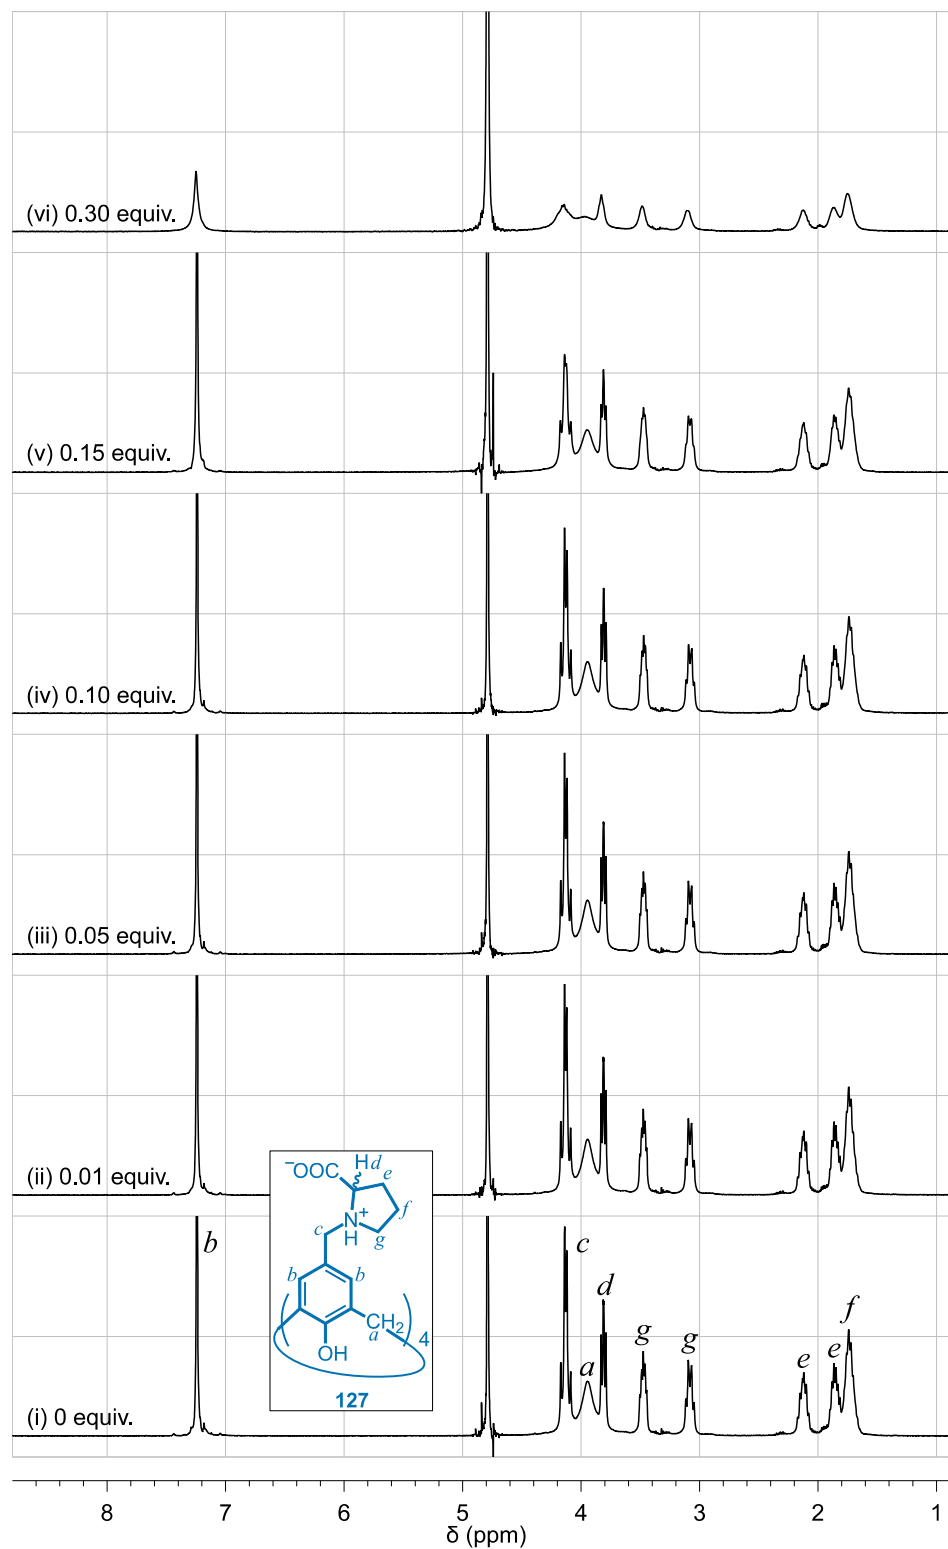 (vi) 0.30 equiv.
(v) 0.15 equiv.
(iv) 0.10 equiv.
(iii) 0.05 equiv.
(ii) 0.01 equiv.
−OOC
H
d
e
f
N
+
H
g
c
b
b
CH2
a
4
OH
127
b
c
d
a
g
g
e
e
f
(i) 0 equiv.
8 7 6 5 4 3 2 1
δ (ppm)